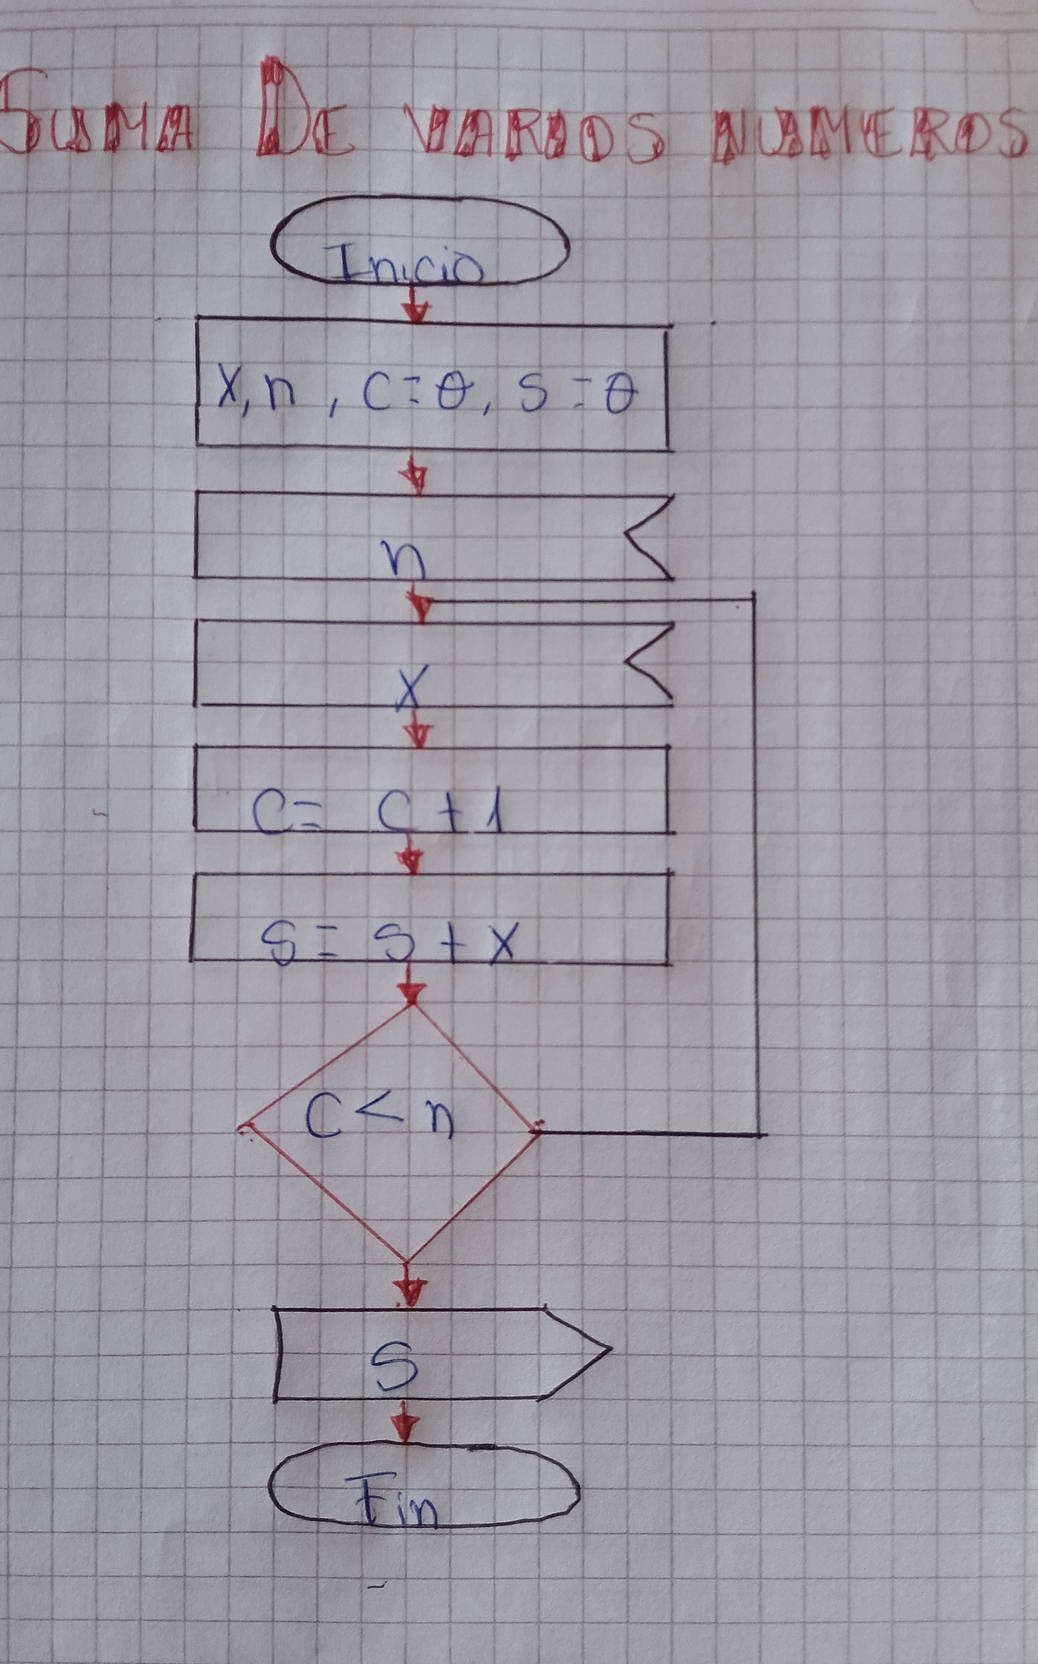 SUMA DE VARIOS NUMEROS
Inicio
X, n, C=0, S=0
n
X
C= C+1
S= S+X
C<n
S
Fin